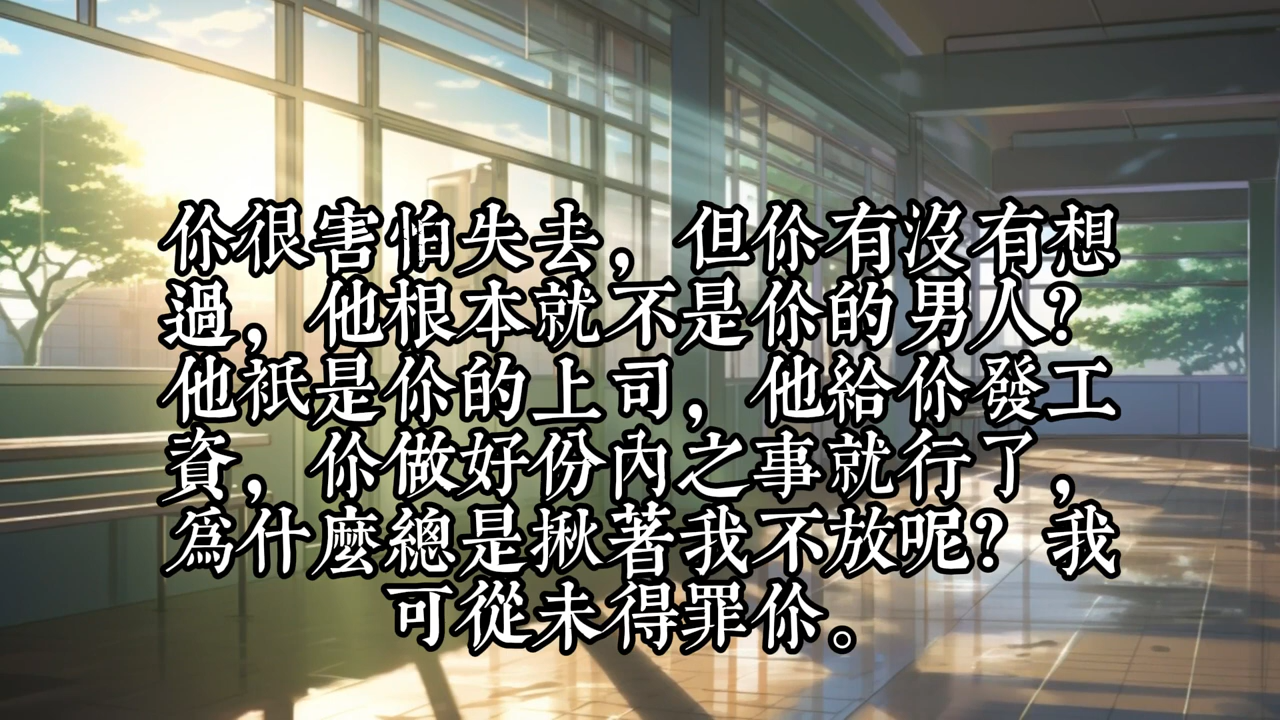 你很害怕失去，但你有沒有想
過，他根本就不是你的男人？
他衹是你的上司，他給你發工
資，你做好份內之事就行了，
爲什麼總是揪著我不放呢？我
可從未得罪你。